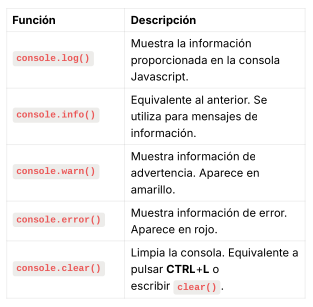 Función Descripción
console.log() Muestra la información
proporcionada en la consola
Javascript.
console.info() Equivalente al anterior. Se
utiliza para mensajes de
información.
console.warn() Muestra información de
advertencia. Aparece en
amarillo.
console.error() Muestra información de error.
Aparece en rojo.
console.clear() Limpia la consola. Equivalente a
pulsar CTRL+L o
escribir clear().